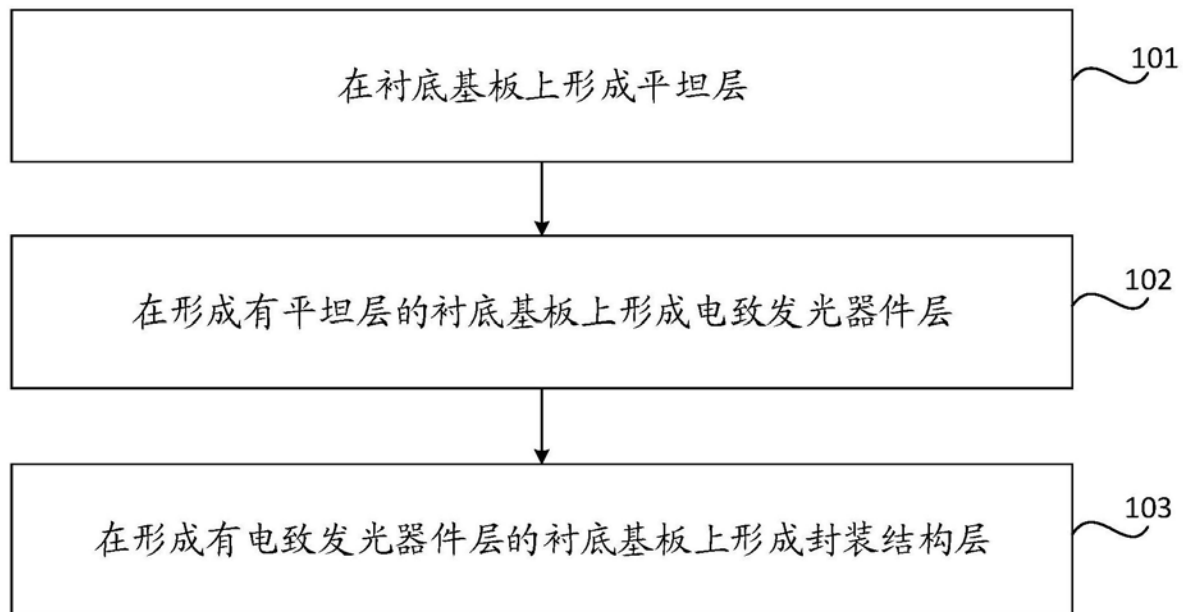 在衬底基板上形成平坦层
101
在形成有平坦层的衬底基板上形成电致发光器件层
102
在形成有电致发光器件层的衬底基板上形成封装结构层
103